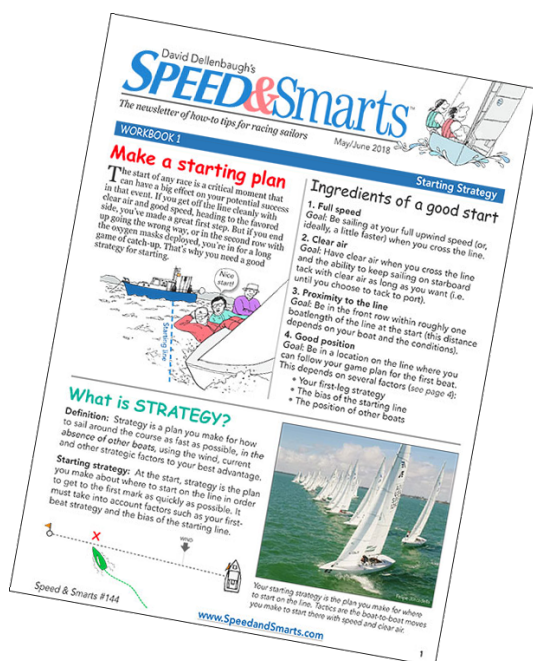 David Dellenbaugh's
SPEED&Smarts™
The newsletter of how-to tips for racing sailors
May/June 2018
WORKBOOK 1
Starting Strategy
Make a starting plan
The start of any race is a critical moment that
can have a big effect on your potential success
in that event. If you get off the line cleanly with
clear air and good speed, heading to the favored
side, you've made a great first step. But if you end
up going the wrong way, or in the second row with
the oxygen masks deployed, you're in for a long
game of catch-up. That's why you need a good
strategy for starting.
Nice
start!
Starting line
Ingredients of a good start
1. Full speed
Goal: Be sailing at your full upwind speed (or,
ideally, a little faster) when you cross the line.
2. Clear air
Goal: Have clear air when you cross the line
and the ability to keep sailing on starboard
tack with clear air as long as you want (i.e.
until you choose to tack to port).
3. Proximity to the line
Goal: Be in the front row within roughly one
boatlength of the line at the start (this distance
depends on your boat and the conditions).
4. Good position
Goal: Be in a location on the line where you
can follow your game plan for the first beat.
This depends on several factors (see page 4):
• Your first-leg strategy
• The bias of the starting line
• The position of other boats
What is STRATEGY?
Definition: Strategy is a plan you make for how
to sail around the course as fast as possible, in the
absence of other boats, using the wind, current
and other strategic factors to your best advantage.
Starting strategy: At the start, strategy is the plan
you make about where to start on the line in order
to get to the first mark as quickly as possible. It
must take into account factors such as your first-
beat strategy and the bias of the starting line.
X
WIND
Your starting strategy is the plan you make for where
to start on the line. Tactics are the boat-to-boat moves
you make to start there with speed and clear air.
Speed & Smarts #144
www.SpeedandSmarts.com
1